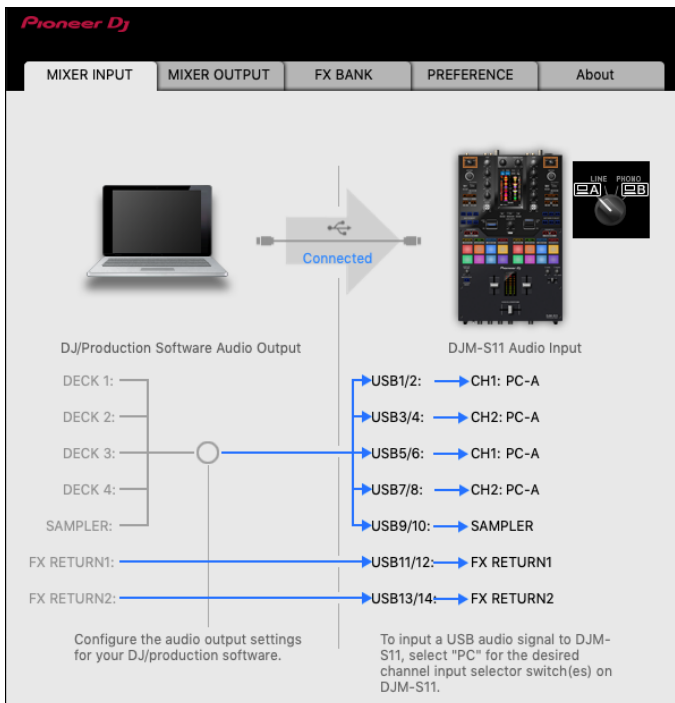 Pioneer Dj
MIXER INPUT MIXER OUTPUT FX BANK PREFERENCE About
LINE PHONO
A B
Connected
DJ/Production Software Audio Output DJM-S11 Audio Input
DECK 1: USB1/2: CH1: PC-A
DECK 2: USB3/4: CH2: PC-A
DECK 3: USB5/6: CH1: PC-A
DECK 4: USB7/8: CH2: PC-A
SAMPLER: USB9/10: SAMPLER
FX RETURN1: USB11/12: FX RETURN1
FX RETURN2: USB13/14: FX RETURN2
Configure the audio output settings
for your DJ/production software.
To input a USB audio signal to DJM-
S11, select "PC" for the desired
channel input selector switch(es) on
DJM-S11.